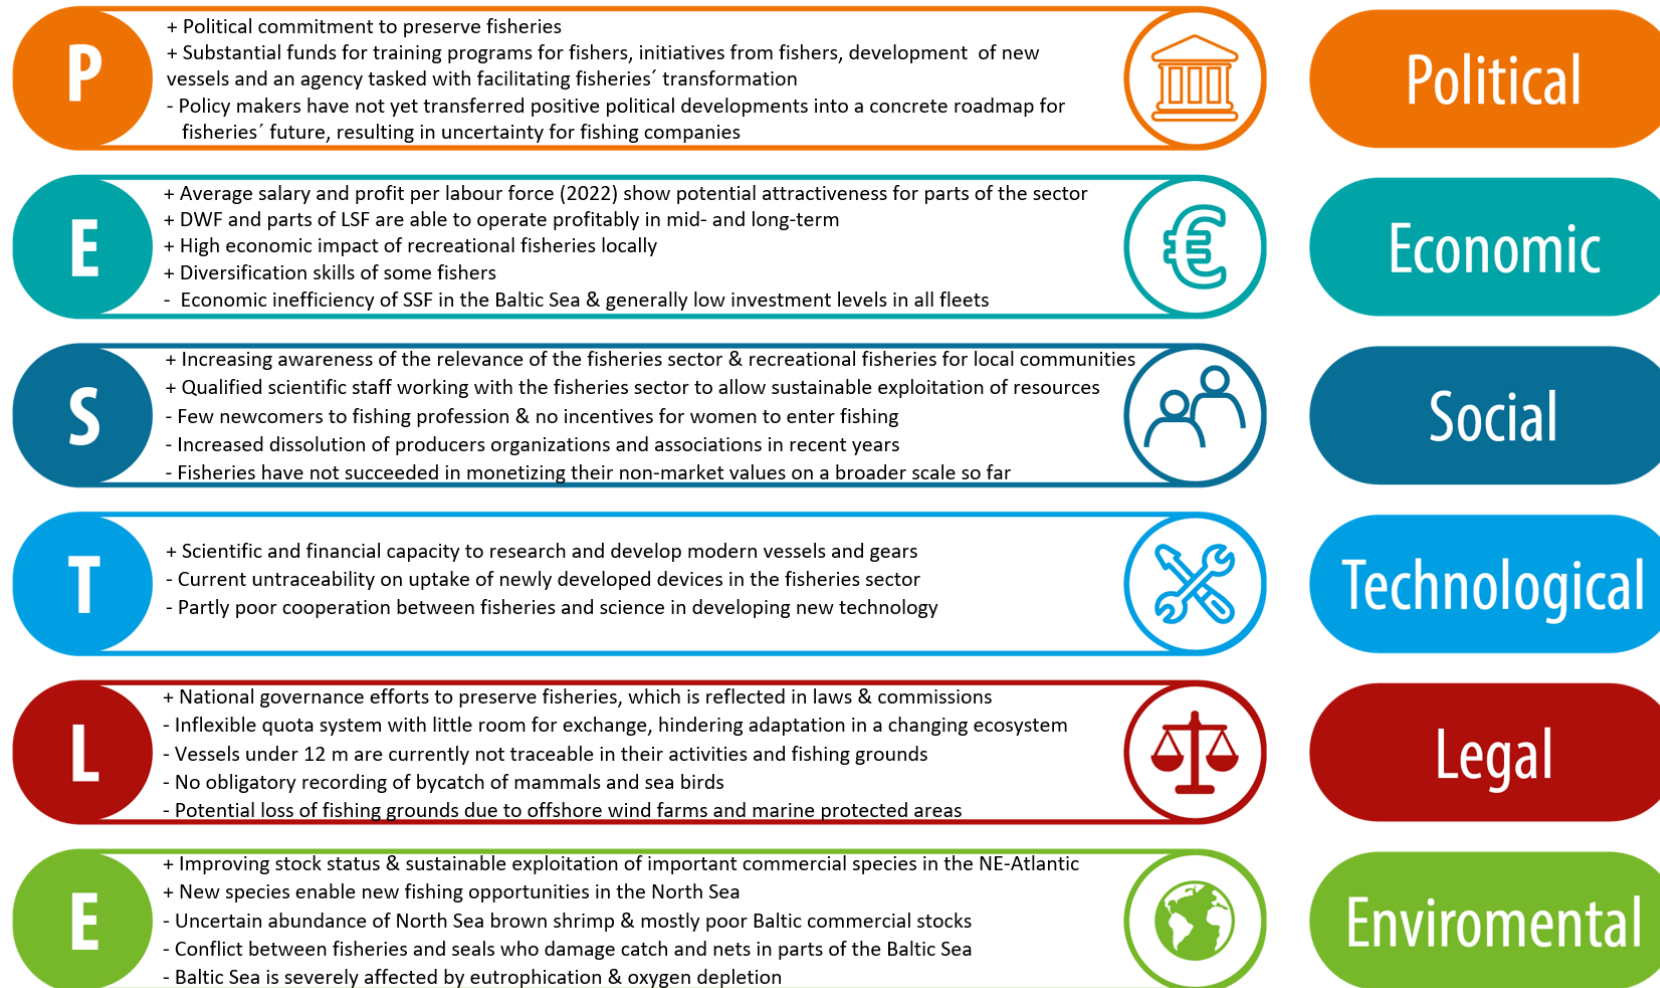 P
+ Political commitment to preserve fisheries
+ Substantial funds for training programs for fishers, initiatives from fishers, development of new
vessels and an agency tasked with facilitating fisheries´ transformation
- Policy makers have not yet transferred positive political developments into a concrete roadmap for
fisheries´ future, resulting in uncertainty for fishing companies
Political
E
+ Average salary and profit per labour force (2022) show potential attractiveness for parts of the sector
+ DWF and parts of LSF are able to operate profitably in mid- and long-term
+ High economic impact of recreational fisheries locally
+ Diversification skills of some fishers
- Economic inefficiency of SSF in the Baltic Sea & generally low investment levels in all fleets
€
Economic
S
+ Increasing awareness of the relevance of the fisheries sector & recreational fisheries for local communities
+ Qualified scientific staff working with the fisheries sector to allow sustainable exploitation of resources
- Few newcomers to fishing profession & no incentives for women to enter fishing
- Increased dissolution of producers organizations and associations in recent years
- Fisheries have not succeeded in monetizing their non-market values on a broader scale so far
Social
T
+ Scientific and financial capacity to research and develop modern vessels and gears
- Current untraceability on uptake of newly developed devices in the fisheries sector
- Partly poor cooperation between fisheries and science in developing new technology
Technological
L
+ National governance efforts to preserve fisheries, which is reflected in laws & commissions
- Inflexible quota system with little room for exchange, hindering adaptation in a changing ecosystem
- Vessels under 12 m are currently not traceable in their activities and fishing grounds
- No obligatory recording of bycatch of mammals and sea birds
- Potential loss of fishing grounds due to offshore wind farms and marine protected areas
Legal
E
+ Improving stock status & sustainable exploitation of important commercial species in the NE-Atlantic
+ New species enable new fishing opportunities in the North Sea
- Uncertain abundance of North Sea brown shrimp & mostly poor Baltic commercial stocks
- Conflict between fisheries and seals who damage catch and nets in parts of the Baltic Sea
- Baltic Sea is severely affected by eutrophication & oxygen depletion
Enviromental